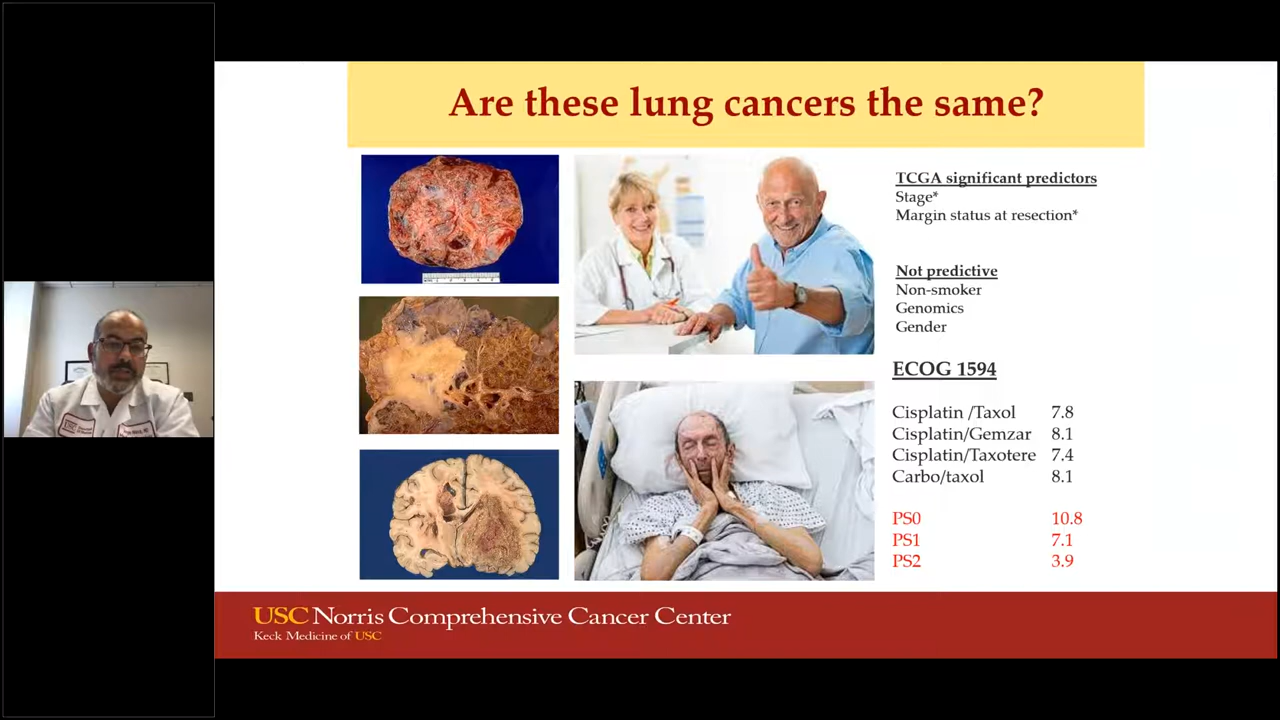 Are these lung cancers the same?
TCGA significant predictors
Stage*
Margin status at resection*
Not predictive
Non-smoker
Genomics
Gender
ECOG 1594
Cisplatin /Taxol 7.8
Cisplatin/Gemzar 8.1
Cisplatin/Taxotere 7.4
Carbo/taxol 8.1
PS0 10.8
PS1 7.1
PS2 3.9
USC Norris Comprehensive Cancer Center
Keck Medicine of USC